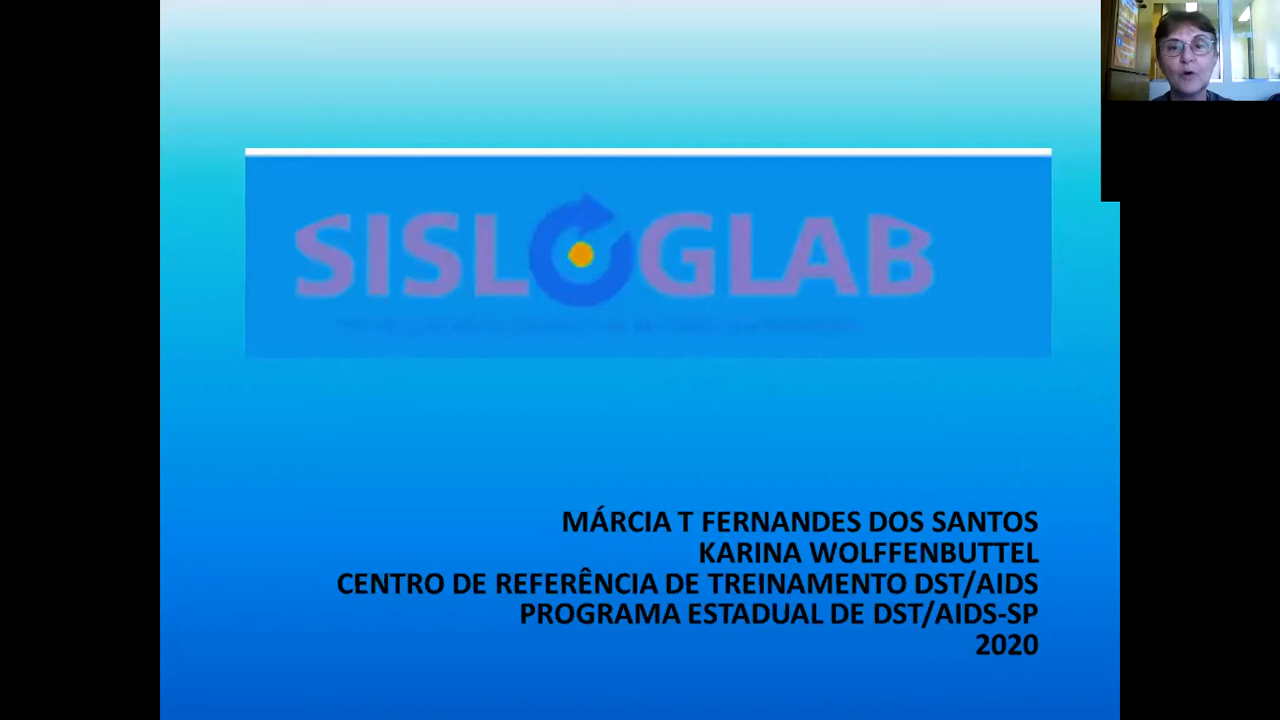 SISLOGLAB
MÁRCIA T FERNANDES DOS SANTOS
KARINA WOLFFENBUTTEL
CENTRO DE REFERÊNCIA DE TREINAMENTO DST/AIDS
PROGRAMA ESTADUAL DE DST/AIDS-SP
2020